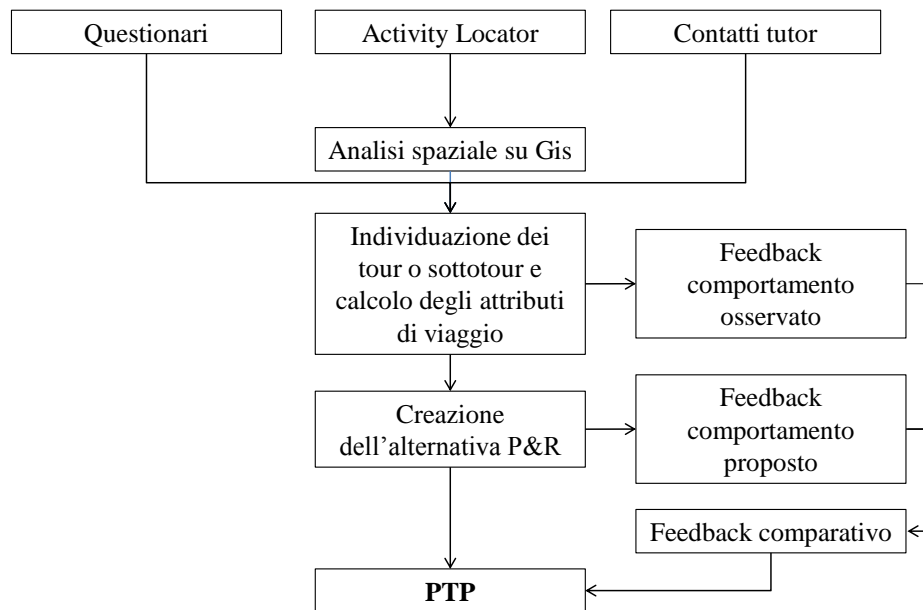 Questionari
Activity Locator
Contatti tutor
Analisi spaziale su Gis
Individuazione dei
tour o sottotour e
calcolo degli attributi
di viaggio
Feedback
comportamento
osservato
Creazione
dell’alternativa P&R
Feedback
comportamento
proposto
Feedback comparativo
PTP